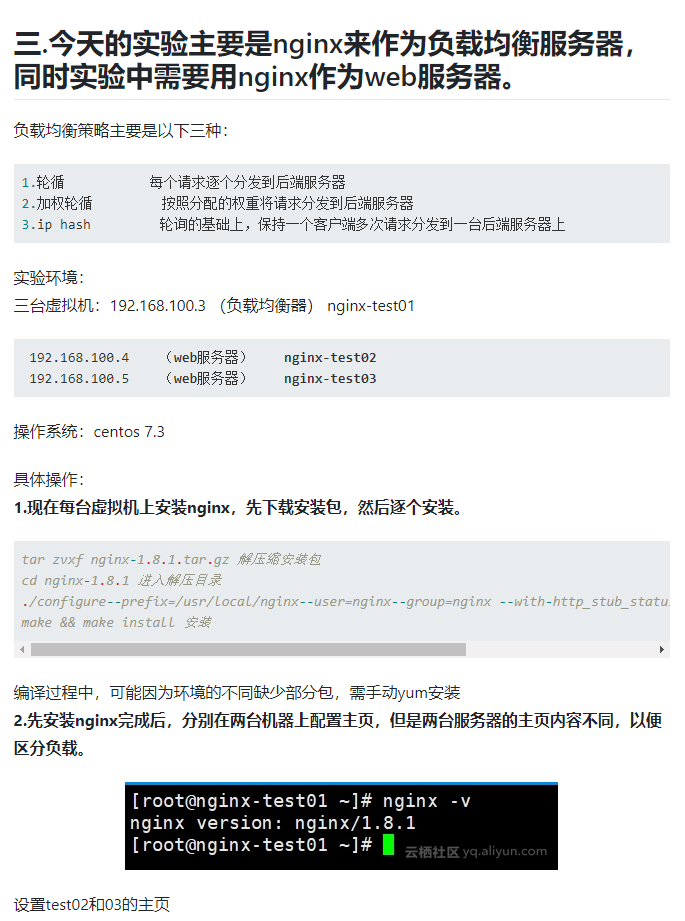 三.今天的实验主要是nginx来作为负载均衡服务器，
同时实验中需要用nginx作为web服务器。
负载均衡策略主要是以下三种：
1.轮循 每个请求逐个分发到后端服务器
2.加权轮循 按照分配的权重将请求分发到后端服务器
3.ip hash 轮询的基础上，保持一个客户端多次请求分发到一台后端服务器上
实验环境：
三台虚拟机：192.168.100.3 （负载均衡器） nginx-test01
192.168.100.4 （web服务器） nginx-test02
192.168.100.5 （web服务器） nginx-test03
操作系统：centos 7.3
具体操作：
1.现在每台虚拟机上安装nginx，先下载安装包，然后逐个安装。
tar zvxf nginx-1.8.1.tar.gz 解压缩安装包
cd nginx-1.8.1 进入解压目录
./configure--prefix=/usr/local/nginx--user=nginx--group=nginx --with-http_stub_statu
make && make install 安装
编译过程中，可能因为环境的不同缺少部分包，需手动yum安装
2.先安装nginx完成后，分别在两台机器上配置主页，但是两台服务器的主页内容不同，以便
区分负载。
[root@nginx-test01 ~]# nginx -v
nginx version: nginx/1.8.1
[root@nginx-test01 ~]#
云栖社区 yq.aliyun.com
设置test02和03的主页